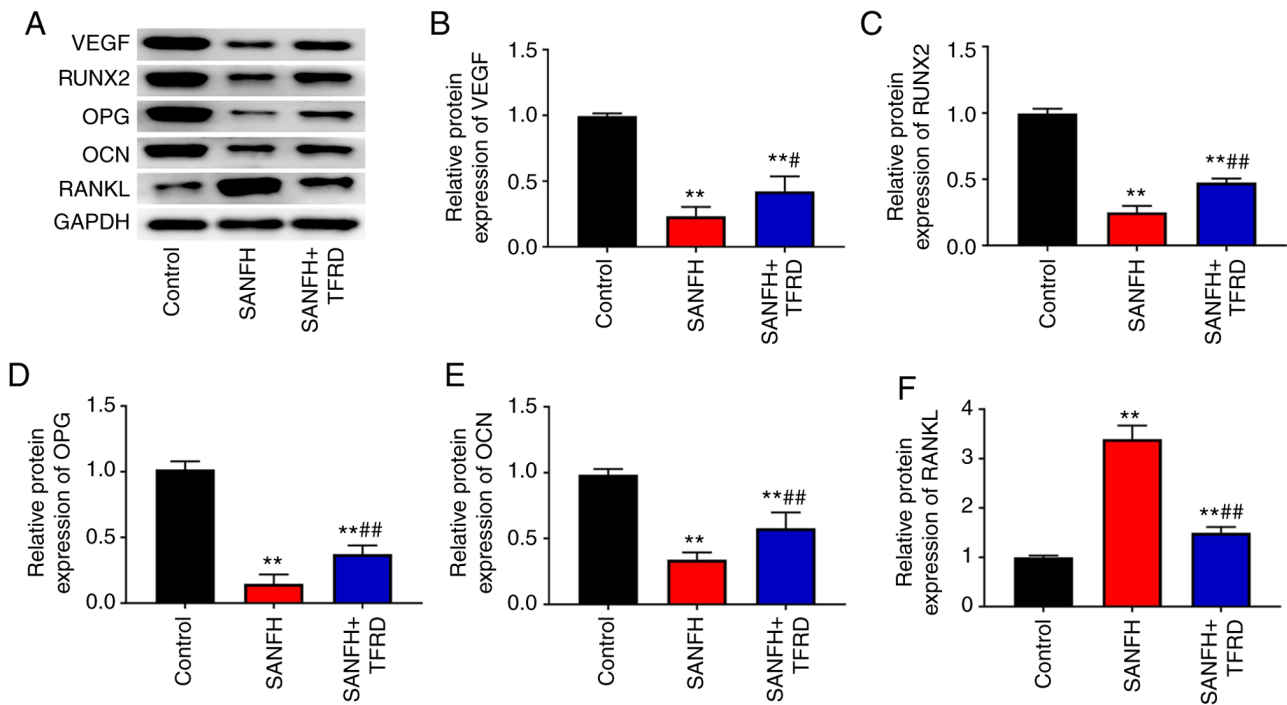 A
VEGF
RUNX2
OPG
OCN
RANKL
GAPDH
Control
SANFH
SANFH+
TFRD
B
Relative protein
expression of VEGF
1.5
1.0
0.5
0.0
**
**#
Control
SANFH
SANFH+
TFRD
C
Relative protein
expression of RUNX2
1.5
1.0
0.5
0.0
**
**##
Control
SANFH
SANFH+
TFRD
D
Relative protein
expression of OPG
1.5
1.0
0.5
0.0
**
**##
Control
SANFH
SANFH+
TFRD
E
Relative protein
expression of OCN
1.5
1.0
0.5
0.0
**
**##
Control
SANFH
SANFH+
TFRD
F
Relative protein
expression of RANKL
4
3
2
1
0
**
**##
Control
SANFH
SANFH+
TFRD